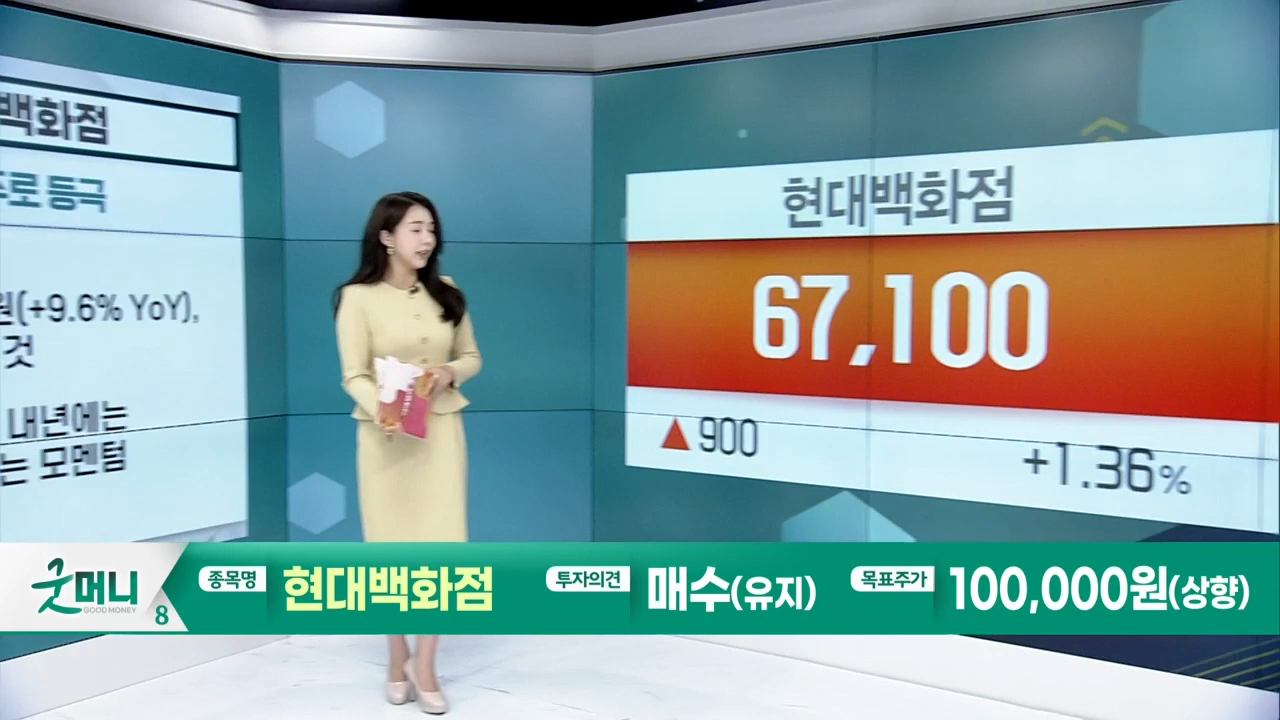 백화점
주로 등극
원(+9.6% YoY),
것
내년에는
는 모멘텀
현대백화점
67,100
▲900
+1.36%
굿머니
GOOD MONEY
8
종목명 현대백화점 투자의견 매수(유지) 목표주가 100,000원(상향)